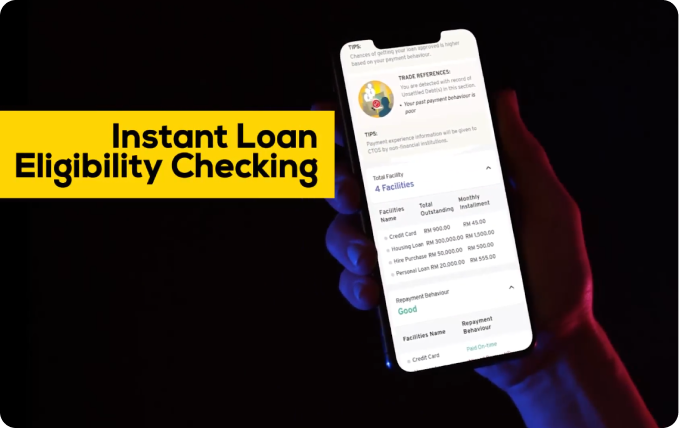 Instant Loan
Eligibility Checking
TIPS:
Chances of getting your loan approved is higher
based on your payment behaviour.
TRADE REFERENCES:
You are detected with record of
Unsettled Debt(s) in this section.
• Your past payment behaviour is
poor
TIPS:
Payment experience information will be given to
CTOS by non-financial institutions.
Total Facility
4 Facilities
Facilities Name Total Outstanding Monthly Installment
Credit Card RM 900.00 RM 45.00
Housing Loan RM 300,000.00 RM 1,500.00
Hire Purchase RM 50,000.00 RM 500.00
Personal Loan RM 20,000.00 RM 555.00
Repayment Behaviour
Good
Facilities Name Repayment Behaviour
Credit Card Paid On-time